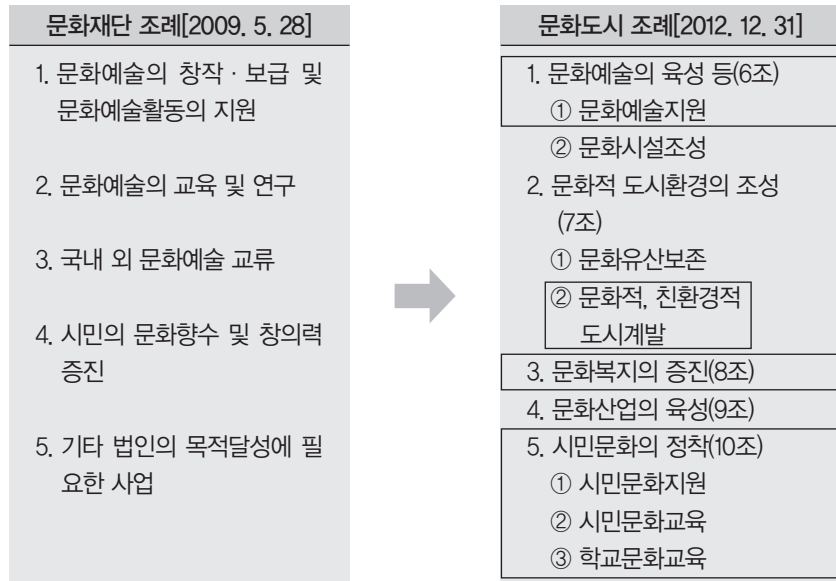 문화재단 조례[2009. 5. 28]
1. 문화예술의 창작 · 보급 및
문화예술활동의 지원
2. 문화예술의 교육 및 연구
3. 국내 외 문화예술 교류
4. 시민의 문화향수 및 창의력
증진
5. 기타 법인의 목적달성에 필
요한 사업
문화도시 조례[2012. 12. 31]
1. 문화예술의 육성 등(6조)
① 문화예술지원
② 문화시설조성
2. 문화적 도시환경의 조성
(7조)
① 문화유산보존
② 문화적, 친환경적
도시계발
3. 문화복지의 증진(8조)
4. 문화산업의 육성(9조)
5. 시민문화의 정착(10조)
① 시민문화지원
② 시민문화교육
③ 학교문화교육